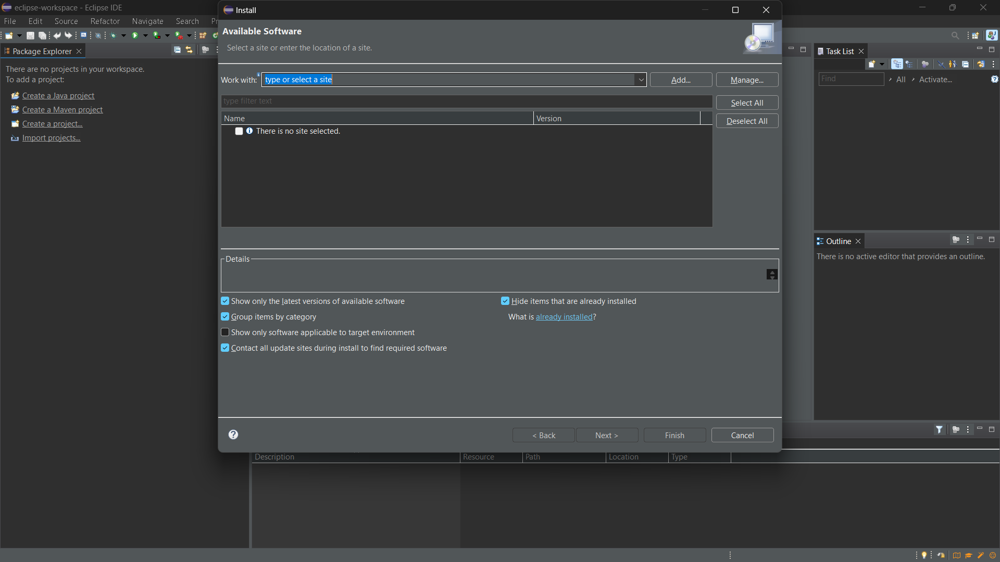 eclipse-workspace - Eclipse IDE
Install
File Edit Source Refactor Navigate Search Pr
Available Software
Select a site or enter the location of a site.
Package Explorer
Task List
There are no projects in your workspace.
To add a project:
Create a Java project
Create a Maven project
Create a project...
Import projects...
Work with: type or select a site Add... Manage...
type filter text Select All
Name Version Deselect All
There is no site selected.
Find All Activate...
Outline
There is no active editor that provides an outline.
Details
Show only the latest versions of available software Hide items that are already installed
Group items by category What is already installed?
Show only software applicable to target environment
Contact all update sites during install to find required software
? < Back Next > Finish Cancel
Description Resource Path Location Type